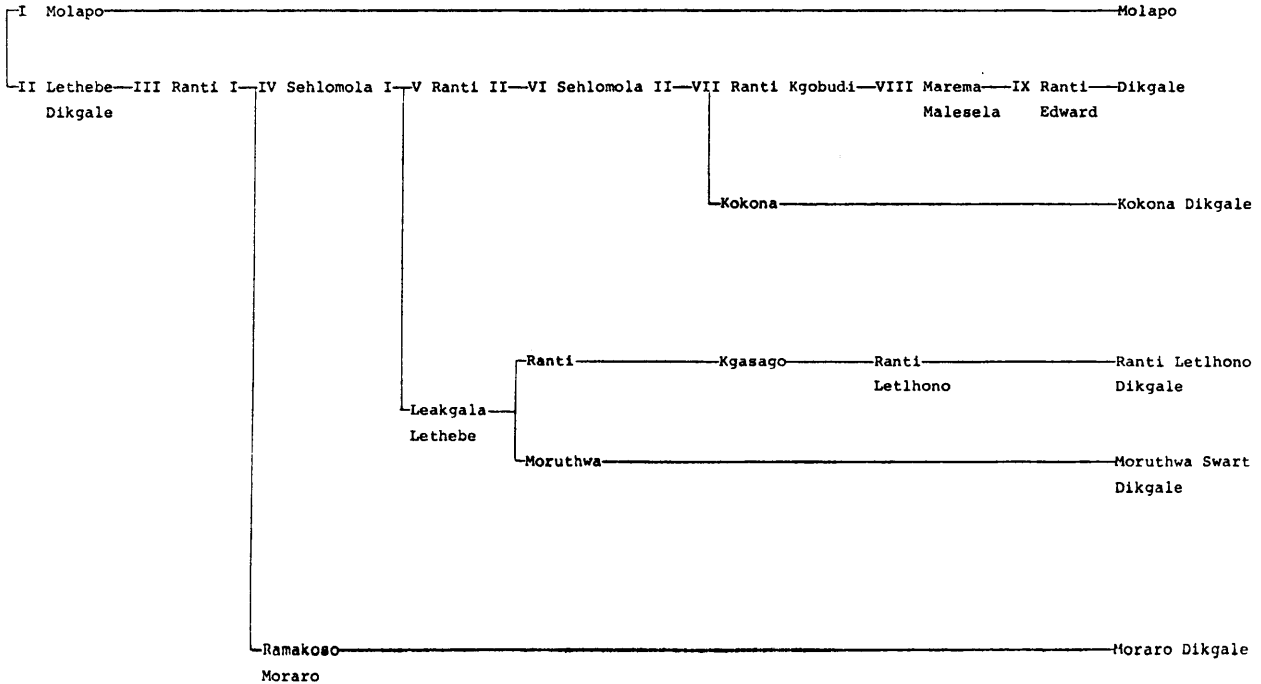 I Molapo Molapo
II Lethebe III Ranti I IV Sehlomola I V Ranti II VI Sehlomola II VII Ranti Kgobudi VIII Marema IX Ranti Dikgale
Dikgale Malesela Edward
Kokona Kokona Dikgale
Ranti Kgasago Ranti Ranti Letlhono
Letlhono Dikgale
Leakgala
Lethebe
Moruthwa Moruthwa Swart
Dikgale
Ramakoso Moraro Dikgale
Moraro